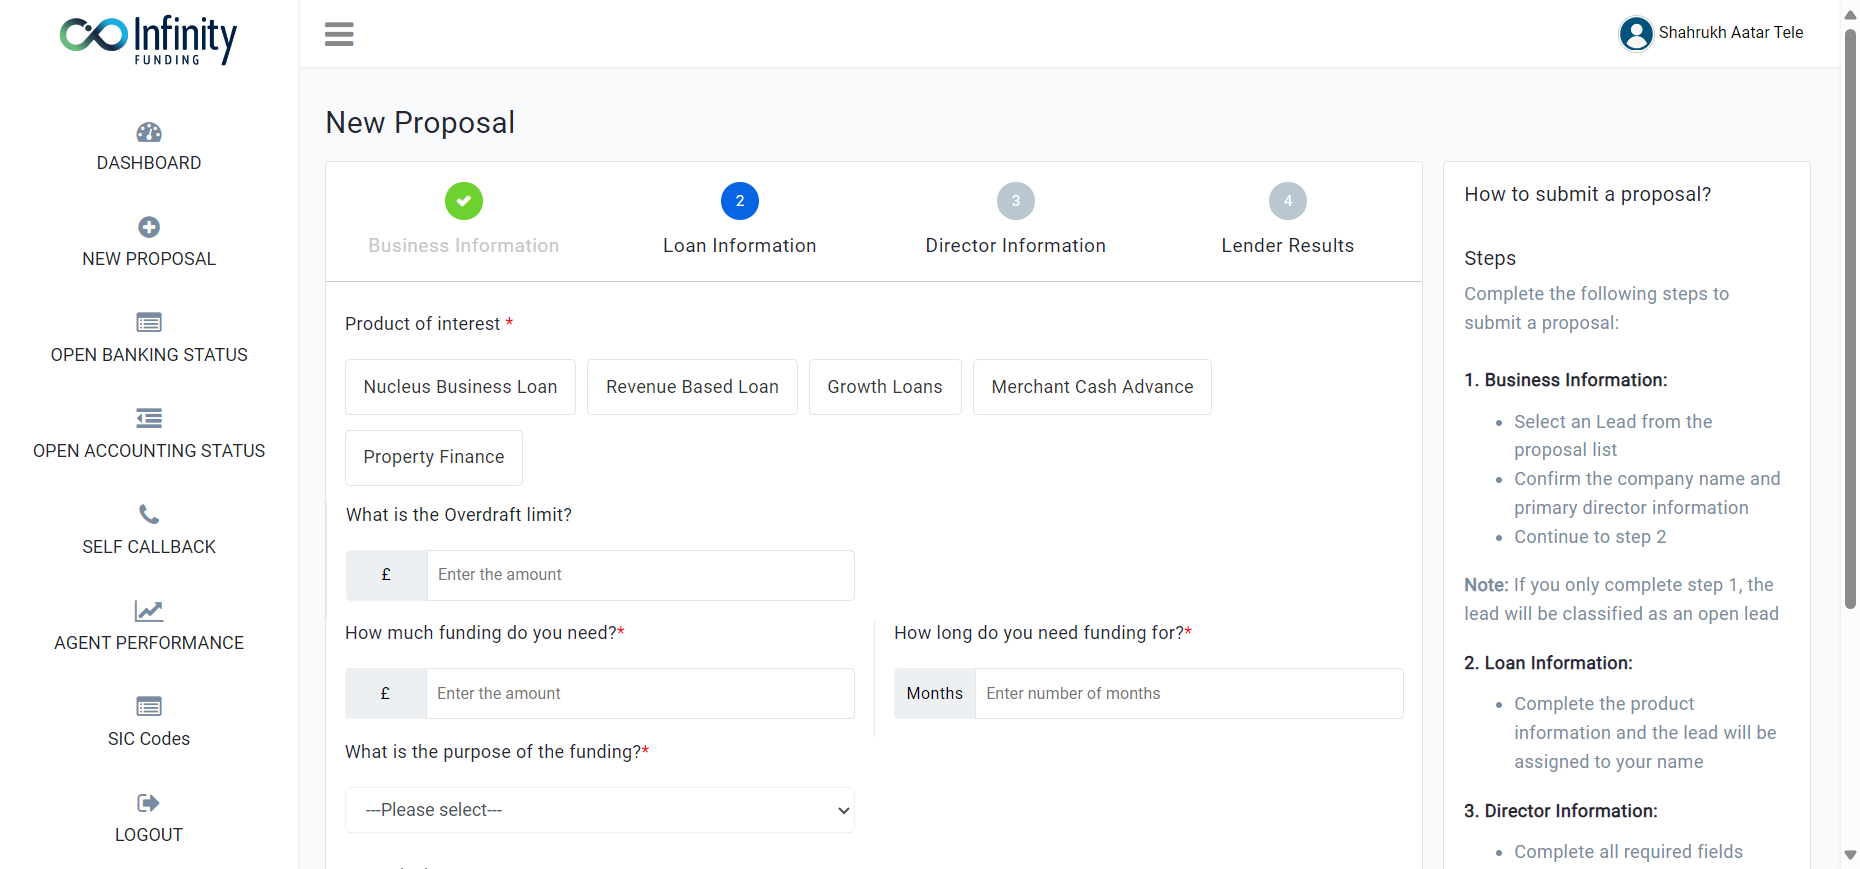 Infinity
FUNDING
Shahrukh Aatar Tele
DASHBOARD
NEW PROPOSAL
OPEN BANKING STATUS
OPEN ACCOUNTING STATUS
SELF CALLBACK
AGENT PERFORMANCE
SIC Codes
LOGOUT
New Proposal
2
3
4
Business Information
Loan Information
Director Information
Lender Results
Product of interest *
Nucleus Business Loan
Revenue Based Loan
Growth Loans
Merchant Cash Advance
Property Finance
What is the Overdraft limit?
£
Enter the amount
How much funding do you need?*
£
Enter the amount
How long do you need funding for?*
Months
Enter number of months
What is the purpose of the funding?*
---Please select---
How to submit a proposal?
Steps
Complete the following steps to
submit a proposal:
1. Business Information:
• Select an Lead from the
proposal list
• Confirm the company name and
primary director information
• Continue to step 2
Note: If you only complete step 1, the
lead will be classified as an open lead
2. Loan Information:
• Complete the product
information and the lead will be
assigned to your name
3. Director Information:
• Complete all required fields